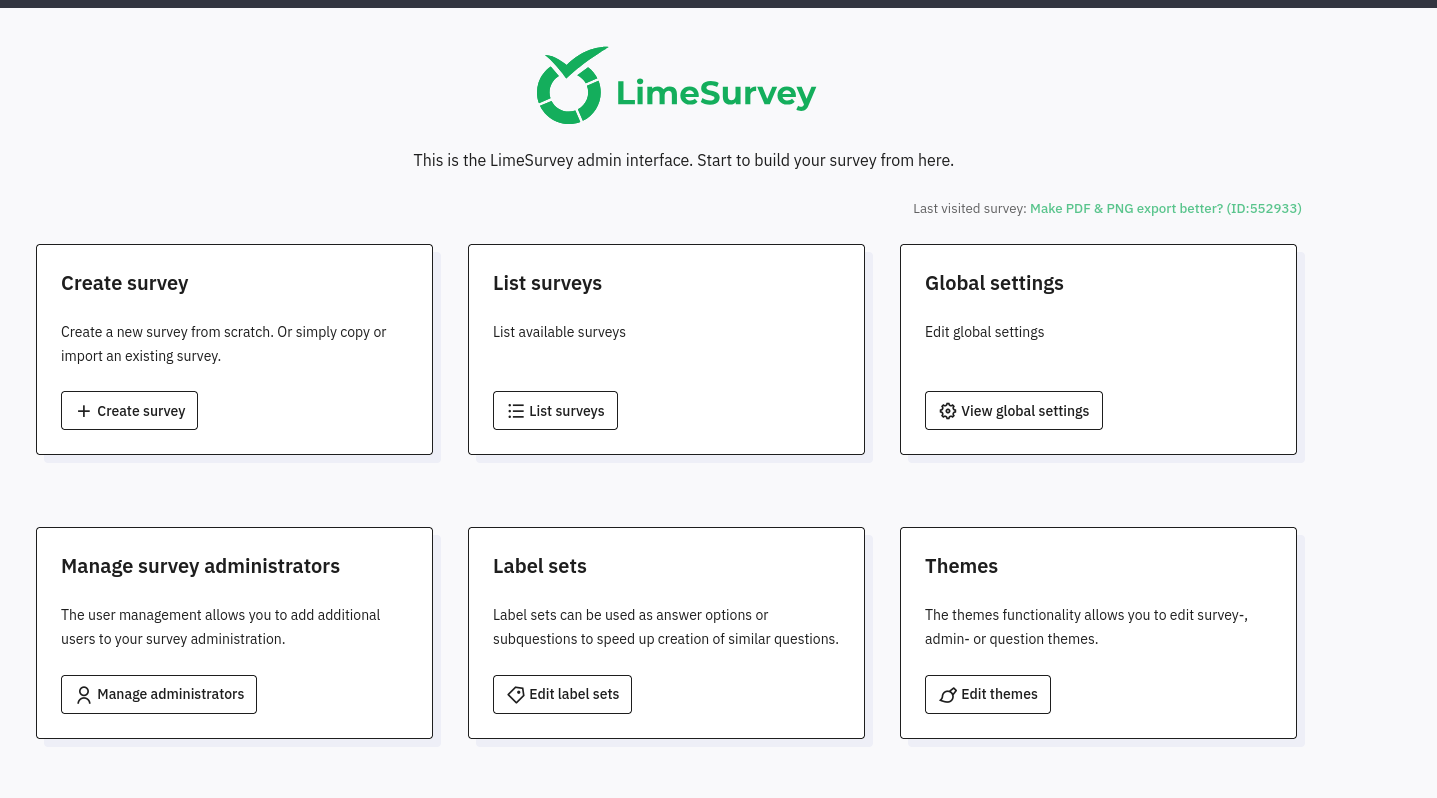 LimeSurvey
This is the LimeSurvey admin interface. Start to build your survey from here.
Last visited survey: Make PDF & PNG export better? (ID:552933)
Create survey
Create a new survey from scratch. Or simply copy or
import an existing survey.
Create survey
List surveys
List available surveys
List surveys
Global settings
Edit global settings
View global settings
Manage survey administrators
The user management allows you to add additional
users to your survey administration.
Manage administrators
Label sets
Label sets can be used as answer options or
subquestions to speed up creation of similar questions.
Edit label sets
Themes
The themes functionality allows you to edit survey-,
admin- or question themes.
Edit themes